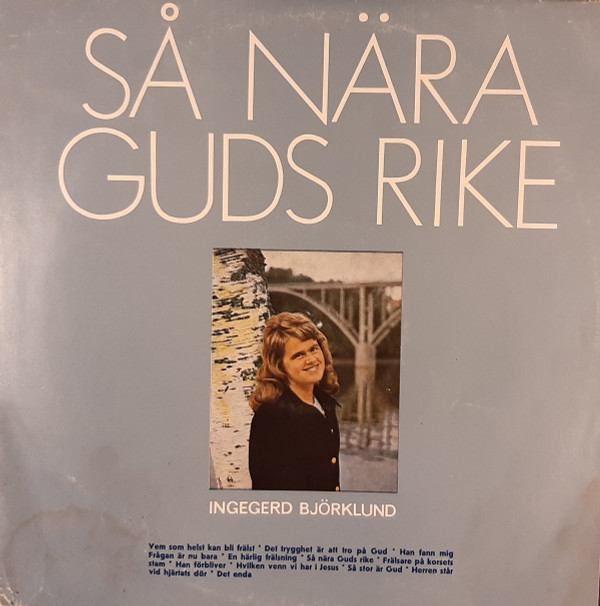 SÅ NÄRA
GUDS RIKE
INGEGERD BJÖRKLUND
Vem som helst kan bli frälst * Det trygghet är att tro på Gud * Han fann mig
Frågan är nu bara * En härlig frälsning * Så nära Guds rike * Frälsare på korsets
stam * Han förbliver * Hvilken venn vi har i Jesus * Så stor är Gud * Herren står
vid hjärtats dör * Det enda